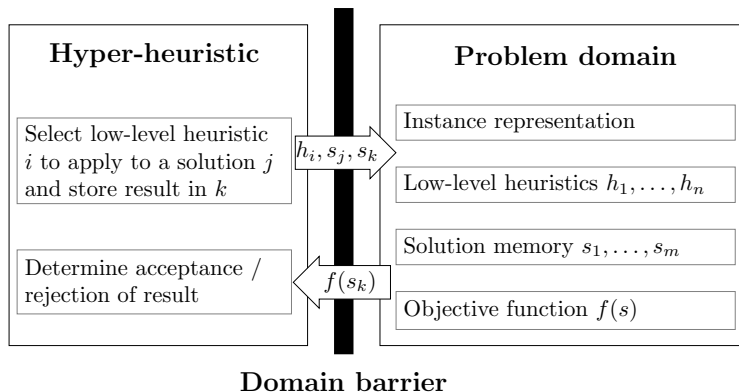 Hyper-heuristic
Select low-level heuristic
i to apply to a solution j
and store result in k
Determine acceptance /
rejection of result
h_i, s_j, s_k
f(s_k)
Problem domain
Instance representation
Low-level heuristics h_1, . . . , h_n
Solution memory s_1, . . . , s_m
Objective function f(s)
Domain barrier